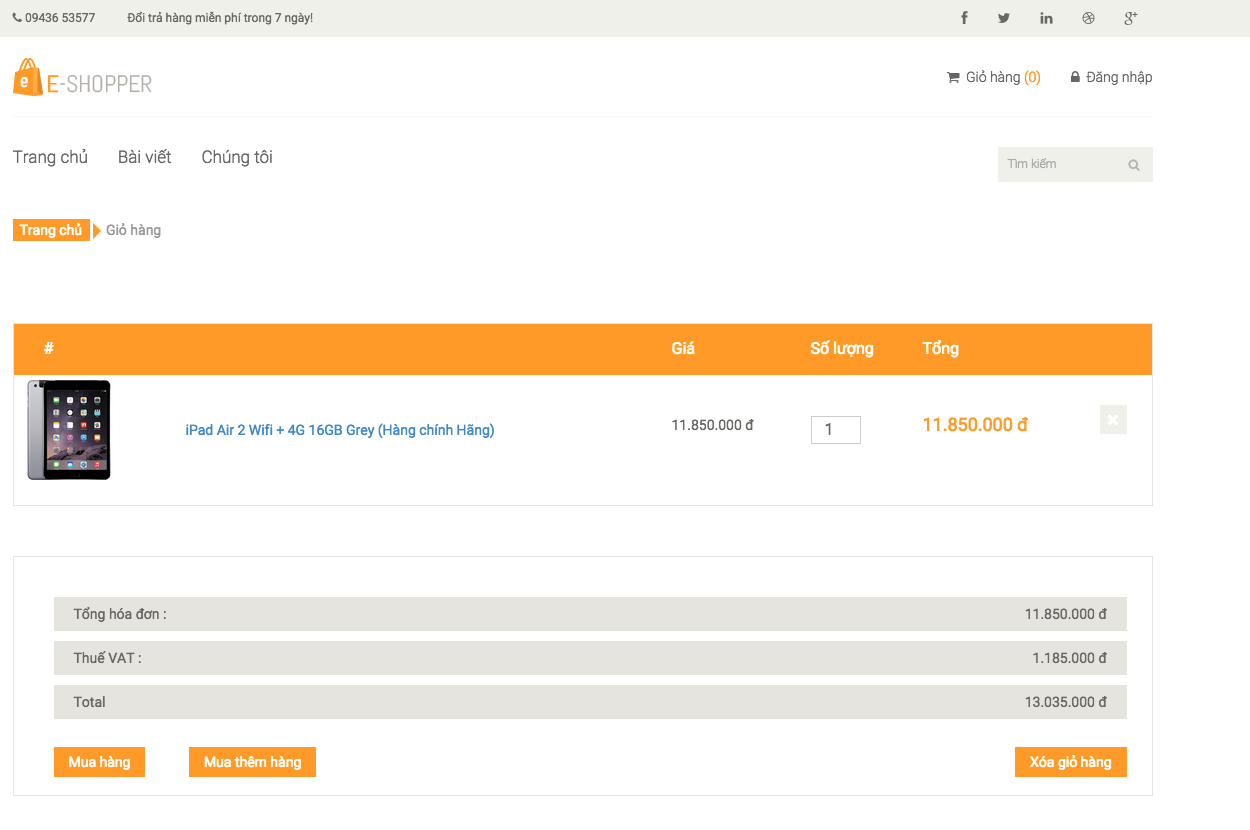 09436 53577 Đổi trả hàng miễn phí trong 7 ngày!
e E-SHOPPER
Giỏ hàng (0) Đăng nhập
Trang chủ Bài viết Chúng tôi
Tìm kiếm
Trang chủ Giỏ hàng
# Giá Số lượng Tổng
iPad Air 2 Wifi + 4G 16GB Grey (Hàng chính Hãng) 11.850.000 đ 1 11.850.000 đ
Tổng hóa đơn : 11.850.000 đ
Thuế VAT : 1.185.000 đ
Total 13.035.000 đ
Mua hàng Mua thêm hàng Xóa giỏ hàng